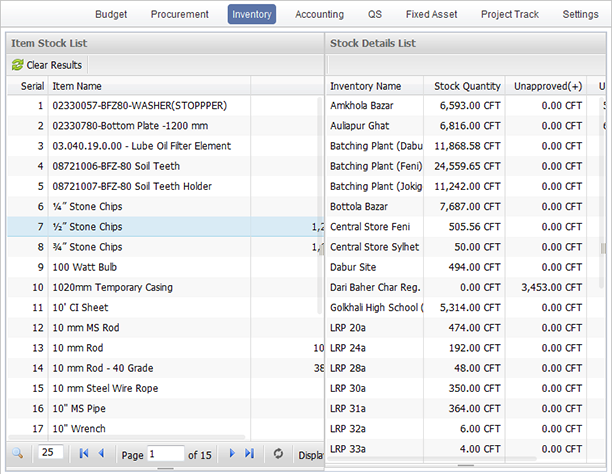 Budget Procurement Inventory Accounting QS Fixed Asset Project Track Settings
Item Stock List
Clear Results
Serial Item Name
1 02330057-BFZ80-WASHER(STOPPPER)
2 02330780-Bottom Plate -1200 mm
3 03.040.19.0.00 - Lube Oil Filter Element
4 08721006-BFZ-80 Soil Teeth
5 08721007-BFZ-80 Soil Teeth Holder
6 ¼” Stone Chips
7 ½” Stone Chips 1,2
8 ¾” Stone Chips 1,1
9 100 Watt Bulb
10 1020mm Temporary Casing
11 10' CI Sheet
12 10 mm MS Rod
13 10 mm Rod 10
14 10 mm Rod - 40 Grade 38
15 10 mm Steel Wire Rope
16 10” MS Pipe
17 10” Wrench
25 Page 1 of 15 Display
Stock Details List
Inventory Name Stock Quantity Unapproved(+) U
Amkhola Bazar 6,593.00 CFT 0.00 CFT
Auliapur Ghat 6,816.00 CFT 0.00 CFT
Batching Plant (Dabu 11,868.58 CFT 0.00 CFT
Batching Plant (Feni) 24,559.65 CFT 0.00 CFT
Batching Plant (Jokig 11,242.00 CFT 0.00 CFT
Bottola Bazar 7,687.00 CFT 0.00 CFT
Central Store Feni 505.56 CFT 0.00 CFT
Central Store Sylhet 50.00 CFT 0.00 CFT
Dabur Site 494.00 CFT 0.00 CFT
Dari Baher Char Reg. 0.00 CFT 3,453.00 CFT
Golkhali High School ( 5,314.00 CFT 0.00 CFT
LRP 20a 474.00 CFT 0.00 CFT
LRP 24a 192.00 CFT 0.00 CFT
LRP 28a 48.00 CFT 0.00 CFT
LRP 30a 350.00 CFT 0.00 CFT
LRP 31a 364.00 CFT 0.00 CFT
LRP 32a 6.00 CFT 0.00 CFT
LRP 33a 4.00 CFT 0.00 CFT